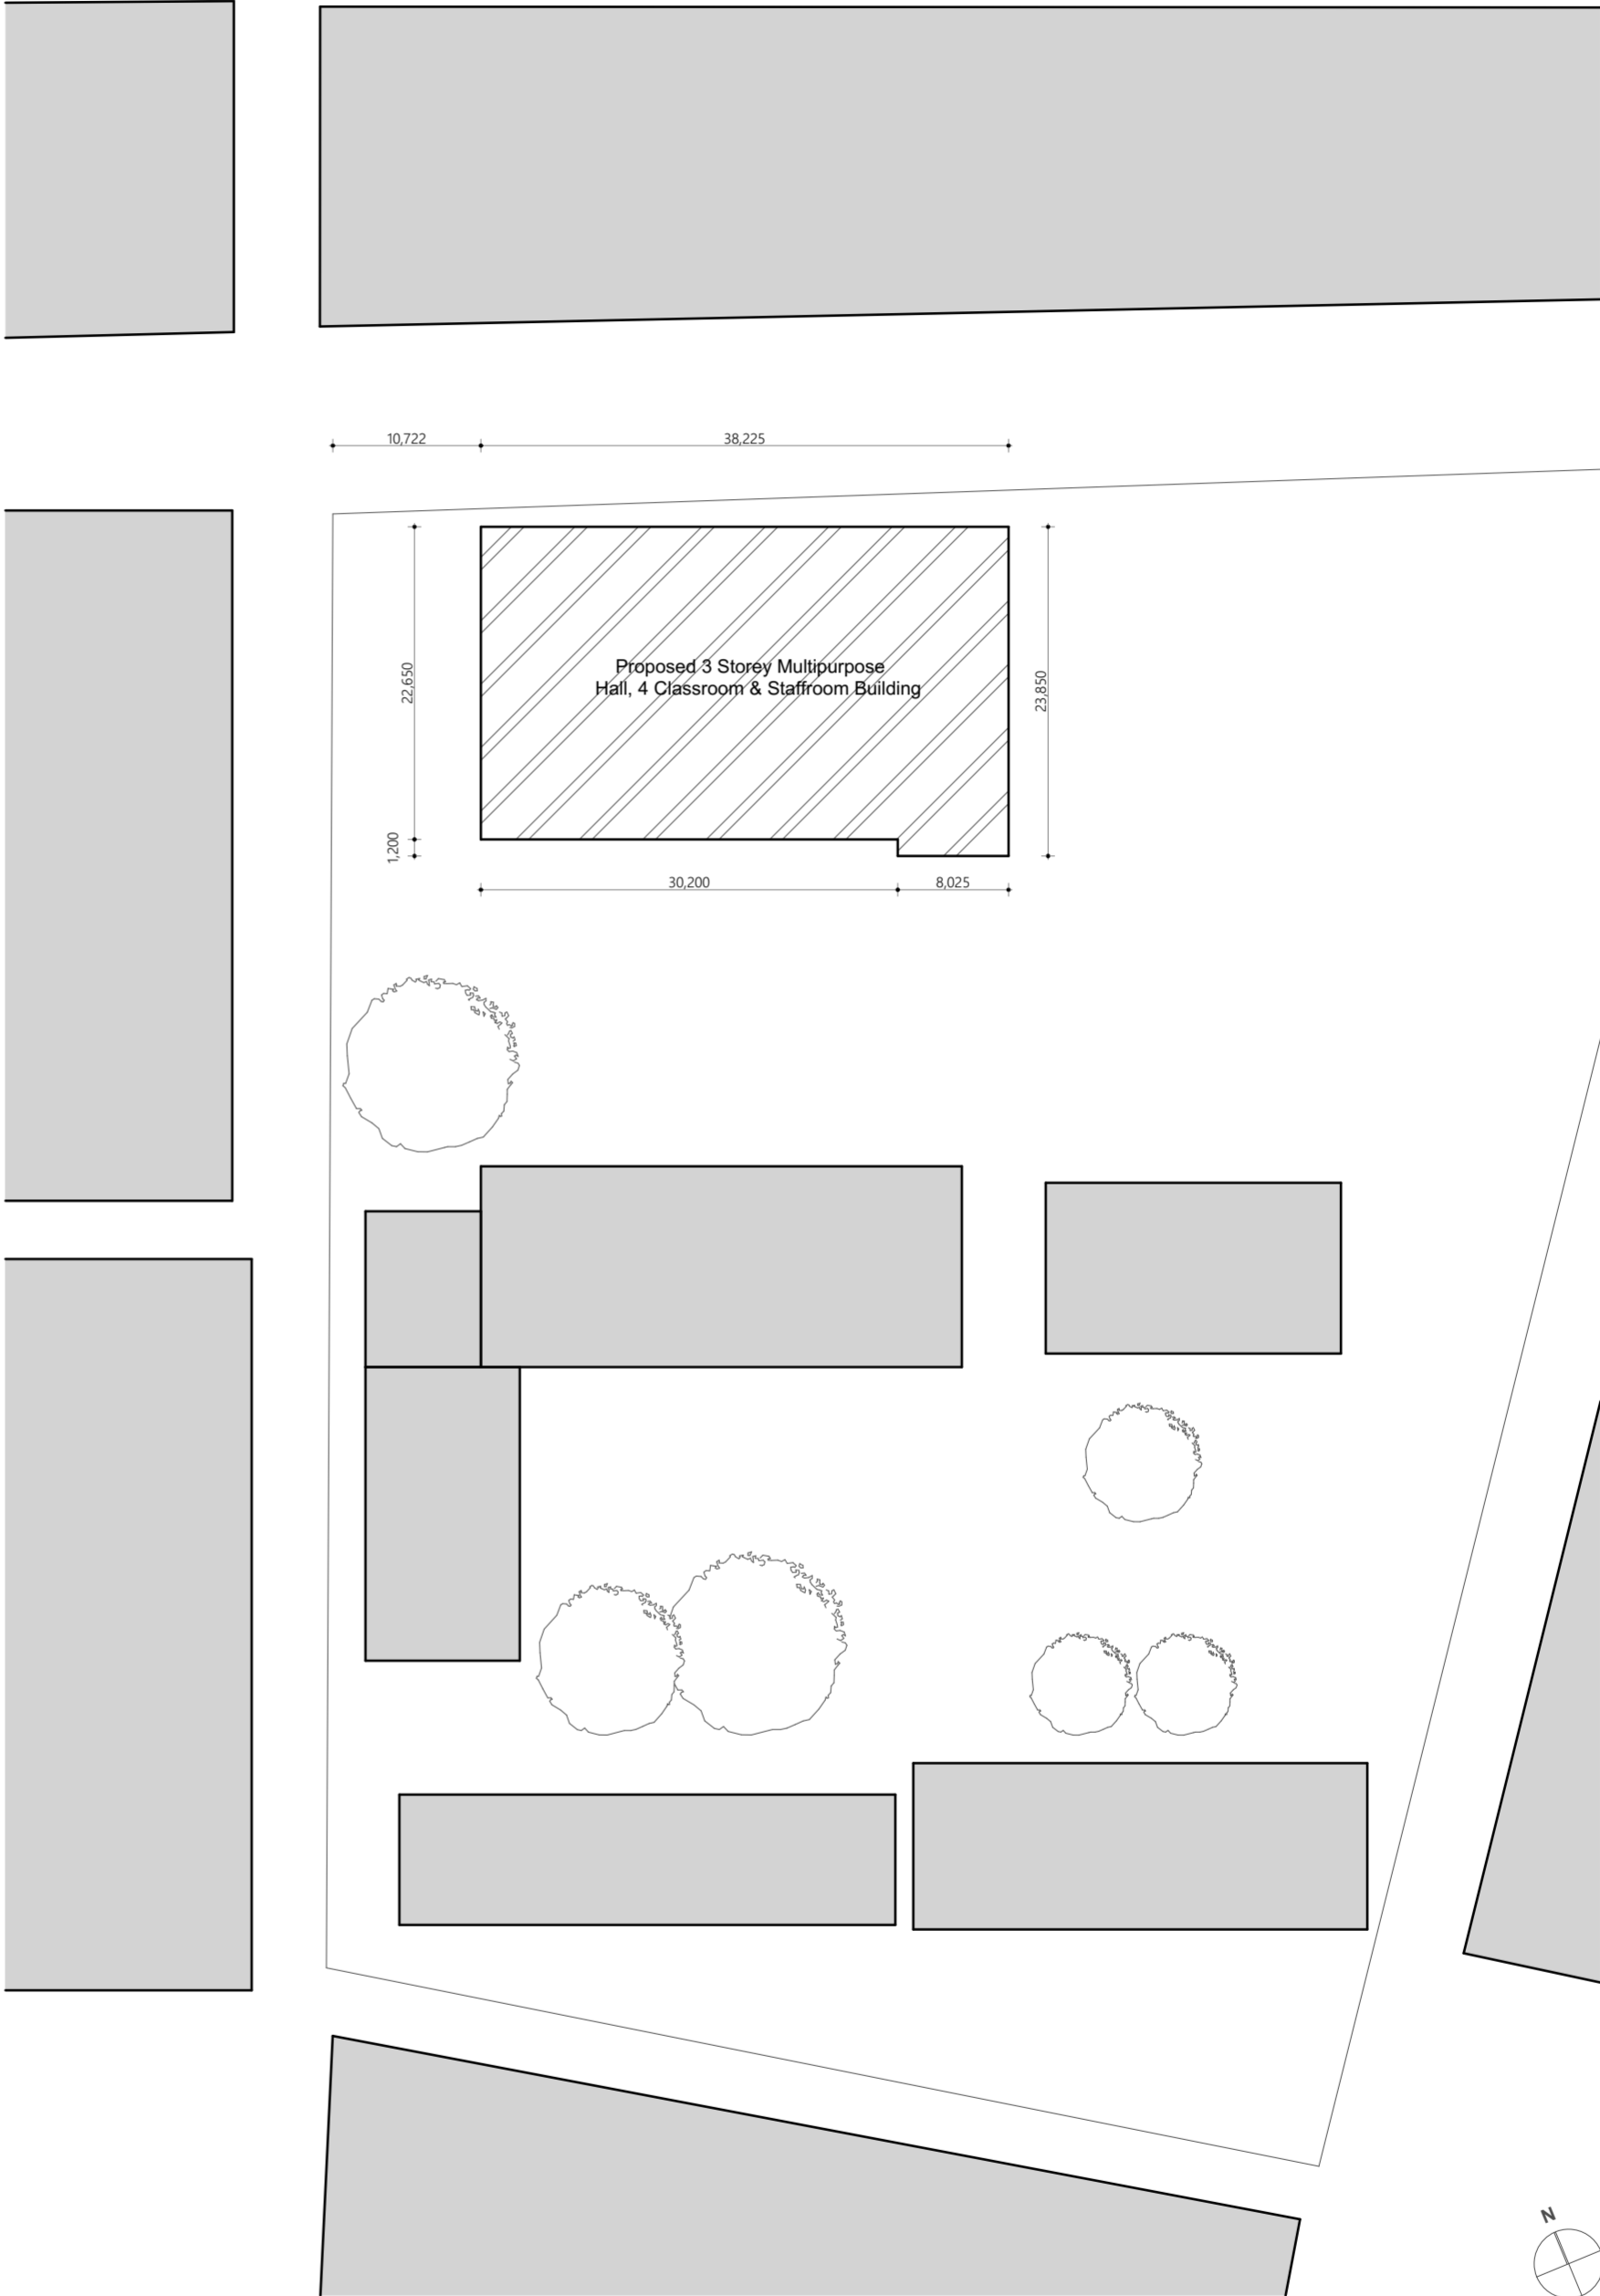 10,722
38,225
22,650
Proposed 3 Storey Multipurpose
Hall, 4 Classroom & Staffroom Building
23,850
1,200
30,200
8,025
N